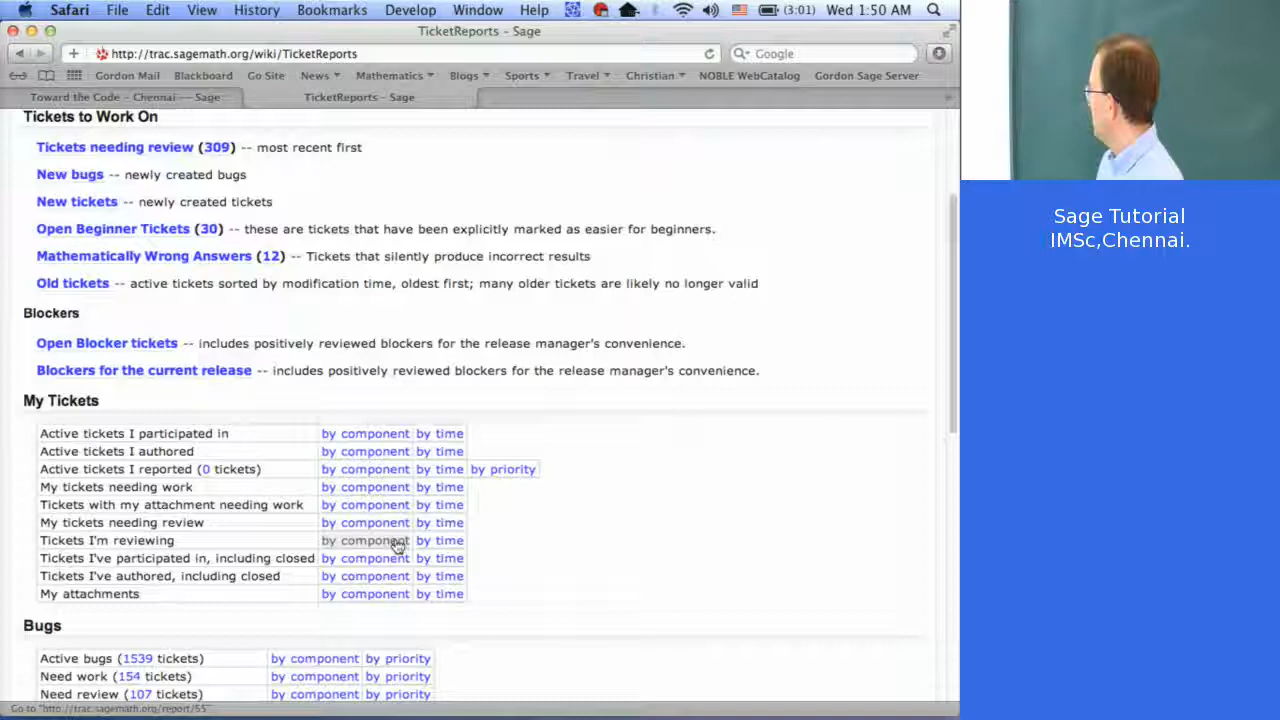 Safari File Edit View History Bookmarks Develop Window Help (3:01) Wed 1:50 AM
TicketReports - Sage
http://trac.sagemath.org/wiki/TicketReports Google
Gordon Mail Blackboard Go Site News Mathematics Blogs Sports Travel Christian NOBLE WebCatalog Gordon Sage Server
Toward the Code - Chennai -- Sage TicketReports - Sage
Tickets to Work On
Tickets needing review (309) -- most recent first
New bugs -- newly created bugs
New tickets -- newly created tickets
Open Beginner Tickets (30) -- these are tickets that have been explicitly marked as easier for beginners.
Mathematically Wrong Answers (12) -- Tickets that silently produce incorrect results
Old tickets -- active tickets sorted by modification time, oldest first; many older tickets are likely no longer valid
Blockers
Open Blocker tickets -- includes positively reviewed blockers for the release manager's convenience.
Blockers for the current release -- includes positively reviewed blockers for the release manager's convenience.
My Tickets
Active tickets I participated in by component by time
Active tickets I authored by component by time
Active tickets I reported (0 tickets) by component by time by priority
My tickets needing work by component by time
Tickets with my attachment needing work by component by time
My tickets needing review by component by time
Tickets I'm reviewing by component by time
Tickets I've participated in, including closed by component by time
Tickets I've authored, including closed by component by time
My attachments by component by time
Bugs
Active bugs (1539 tickets) by component by priority
Need work (154 tickets) by component by priority
Need review (107 tickets) by component by priority
Go to "http://trac.sagemath.org/report/55"
Sage Tutorial
IMSc,Chennai.